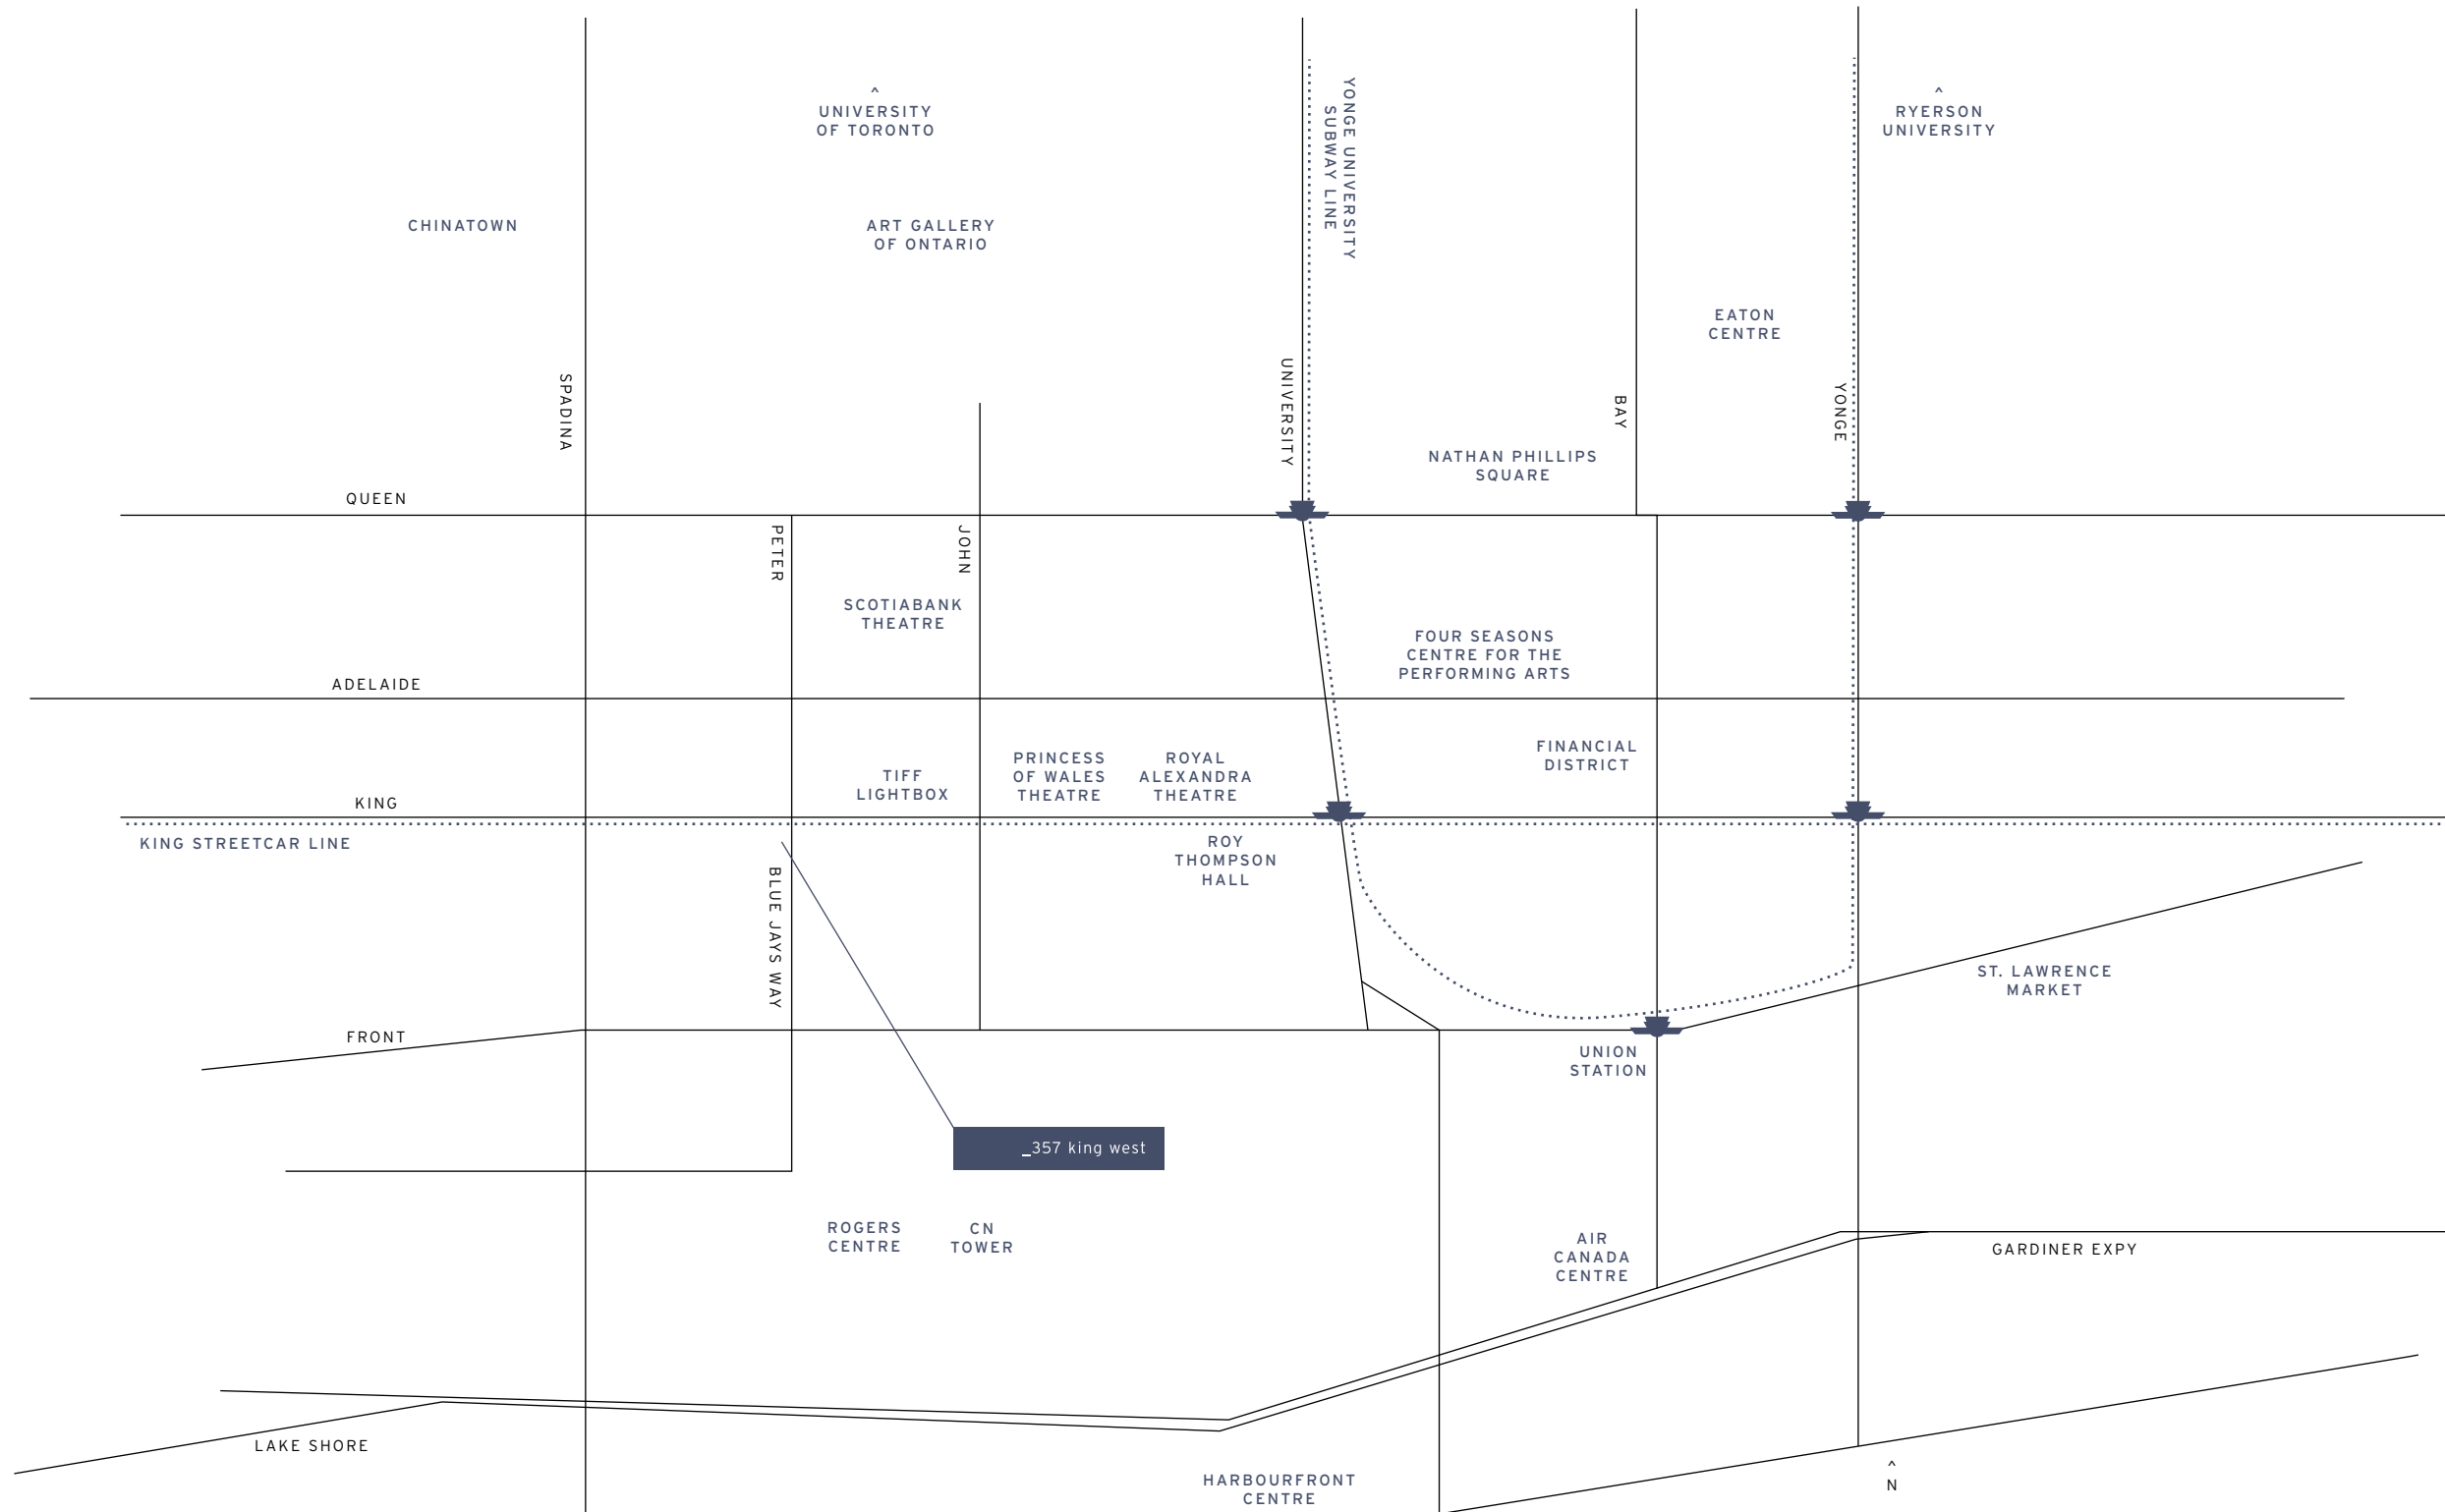 ^
UNIVERSITY
OF TORONTO
YONGE UNIVERSITY
SUBWAY LINE
^
RYERSON
UNIVERSITY
CHINATOWN
ART GALLERY
OF ONTARIO
EATON
CENTRE
SPADINA
UNIVERSITY
BAY
YONGE
NATHAN PHILLIPS
SQUARE
QUEEN
PETER
JOHN
SCOTIABANK
THEATRE
FOUR SEASONS
CENTRE FOR THE
PERFORMING ARTS
ADELAIDE
FINANCIAL
DISTRICT
TIFF
LIGHTBOX
PRINCESS
OF WALES
THEATRE
ROYAL
ALEXANDRA
THEATRE
KING
KING STREETCAR LINE
ROY
THOMPSON
HALL
BLUE JAYS WAY
ST. LAWRENCE
MARKET
FRONT
UNION
STATION
_357 king west
ROGERS
CENTRE
CN
TOWER
AIR
CANADA
CENTRE
GARDINER EXPY
LAKE SHORE
HARBOURFRONT
CENTRE
^
N